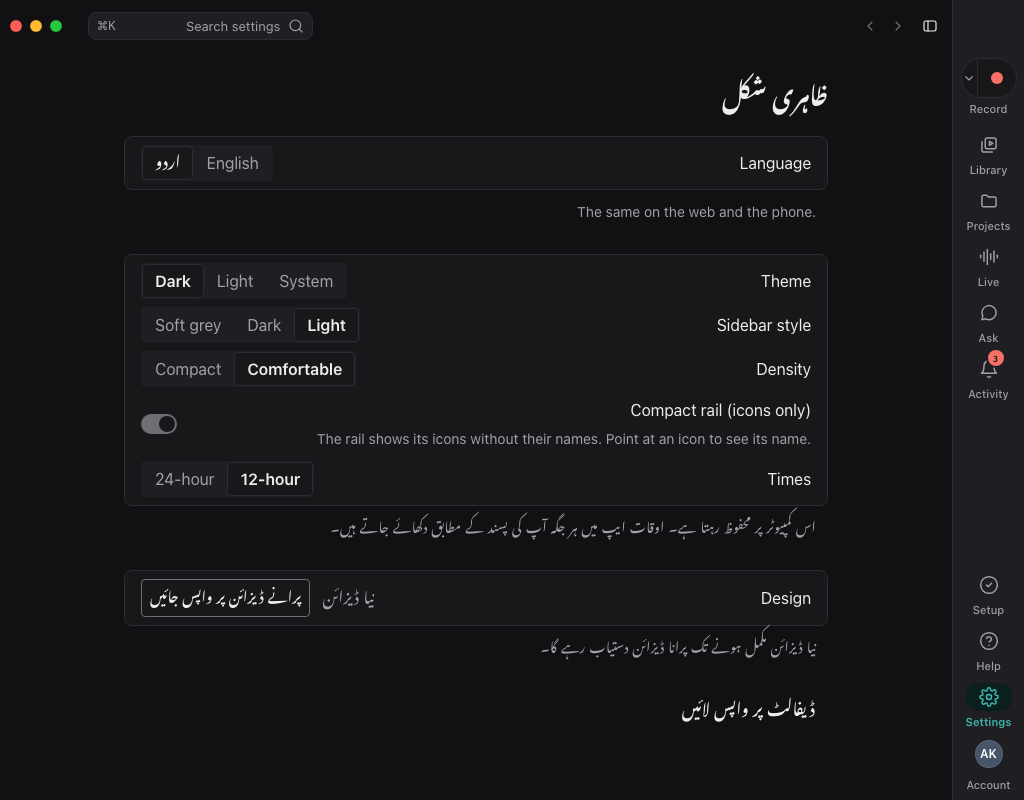 ⌘K Search settings
ظاہری شکل
Language
اردو English
The same on the web and the phone.
Theme
Dark Light System
Sidebar style
Soft grey Dark Light
Density
Compact Comfortable
Compact rail (icons only)
The rail shows its icons without their names. Point at an icon to see its name.
Times
24-hour 12-hour
اس کمپیوٹر پر محفوظ رہتا ہے۔ اوقات ایپ میں ہر جگہ آپ کی پسند کے مطابق دکھائے جاتے ہیں۔
Design
نیا ڈیزائن
پرانے ڈیزائن پر واپس جائیں
نیا ڈیزائن مکمل ہونے تک پرانا ڈیزائن دستیاب رہے گا۔
ڈیفالٹ پر واپس لائیں
Record
Library
Projects
Live
Ask
3
Activity
Setup
Help
Settings
AK
Account